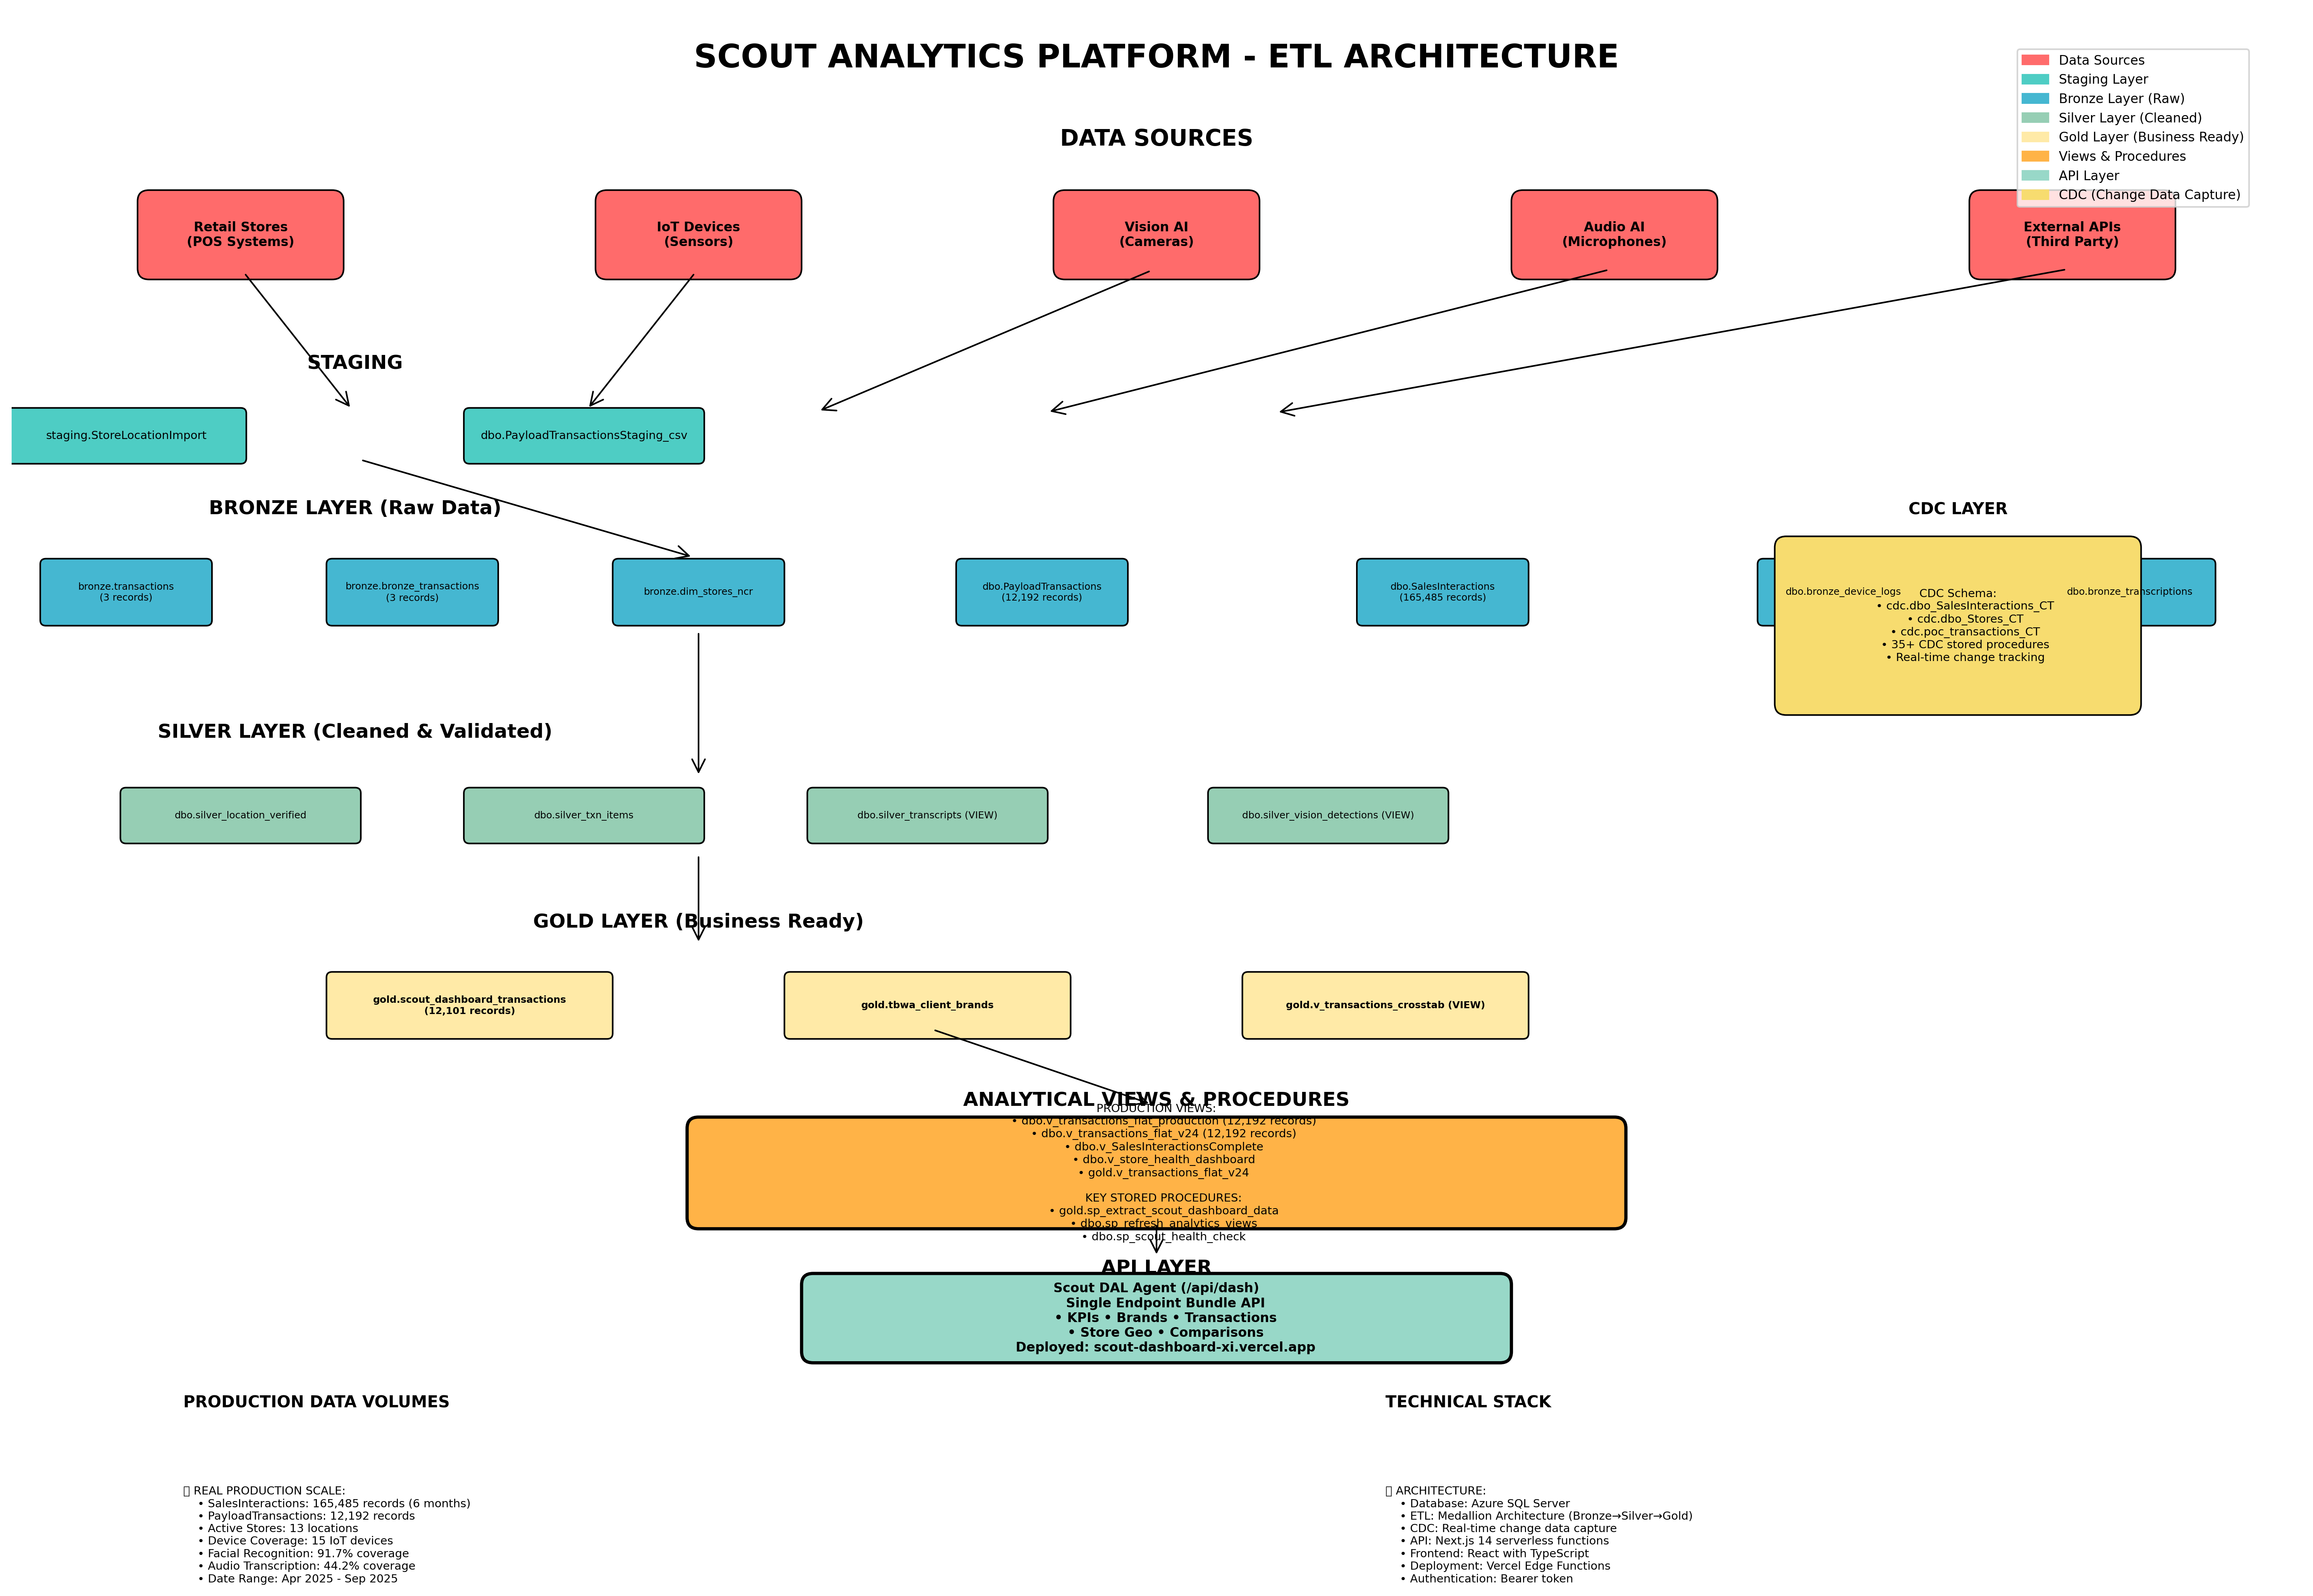 SCOUT ANALYTICS PLATFORM - ETL ARCHITECTURE
Data Sources
Staging Layer
Bronze Layer (Raw)
Silver Layer (Cleaned)
Gold Layer (Business Ready)
Views & Procedures
API Layer
CDC (Change Data Capture)
DATA SOURCES
Retail Stores
(POS Systems)
IoT Devices
(Sensors)
Vision AI
(Cameras)
Audio AI
(Microphones)
External APIs
(Third Party)
STAGING
staging.StoreLocationImport
dbo.PayloadTransactionsStaging_csv
BRONZE LAYER (Raw Data)
CDC LAYER
bronze.transactions
(3 records)
bronze.bronze_transactions
(3 records)
bronze.dim_stores_ncr
dbo.PayloadTransactions
(12,192 records)
dbo.SalesInteractions
(165,485 records)
dbo.bronze_device_logs
dbo.bronze_transcriptions
CDC Schema:
• cdc.dbo_SalesInteractions_CT
• cdc.dbo_Stores_CT
• cdc.poc_transactions_CT
• 35+ CDC stored procedures
• Real-time change tracking
SILVER LAYER (Cleaned & Validated)
dbo.silver_location_verified
dbo.silver_txn_items
dbo.silver_transcripts (VIEW)
dbo.silver_vision_detections (VIEW)
GOLD LAYER (Business Ready)
gold.scout_dashboard_transactions
(12,101 records)
gold.tbwa_client_brands
gold.v_transactions_crosstab (VIEW)
ANALYTICAL VIEWS & PROCEDURES
PRODUCTION VIEWS:
• dbo.v_transactions_flat_production (12,192 records)
• dbo.v_transactions_flat_v24 (12,192 records)
• dbo.v_SalesInteractionsComplete
• dbo.v_store_health_dashboard
• gold.v_transactions_flat_v24
KEY STORED PROCEDURES:
• gold.sp_extract_scout_dashboard_data
• dbo.sp_refresh_analytics_views
• dbo.sp_scout_health_check
API LAYER
Scout DAL Agent (/api/dash)
Single Endpoint Bundle API
• KPIs • Brands • Transactions
• Store Geo • Comparisons
Deployed: scout-dashboard-xi.vercel.app
PRODUCTION DATA VOLUMES
REAL PRODUCTION SCALE:
• SalesInteractions: 165,485 records (6 months)
• PayloadTransactions: 12,192 records
• Active Stores: 13 locations
• Device Coverage: 15 IoT devices
• Facial Recognition: 91.7% coverage
• Audio Transcription: 44.2% coverage
• Date Range: Apr 2025 - Sep 2025
TECHNICAL STACK
ARCHITECTURE:
• Database: Azure SQL Server
• ETL: Medallion Architecture (Bronze→Silver→Gold)
• CDC: Real-time change data capture
• API: Next.js 14 serverless functions
• Frontend: React with TypeScript
• Deployment: Vercel Edge Functions
• Authentication: Bearer token